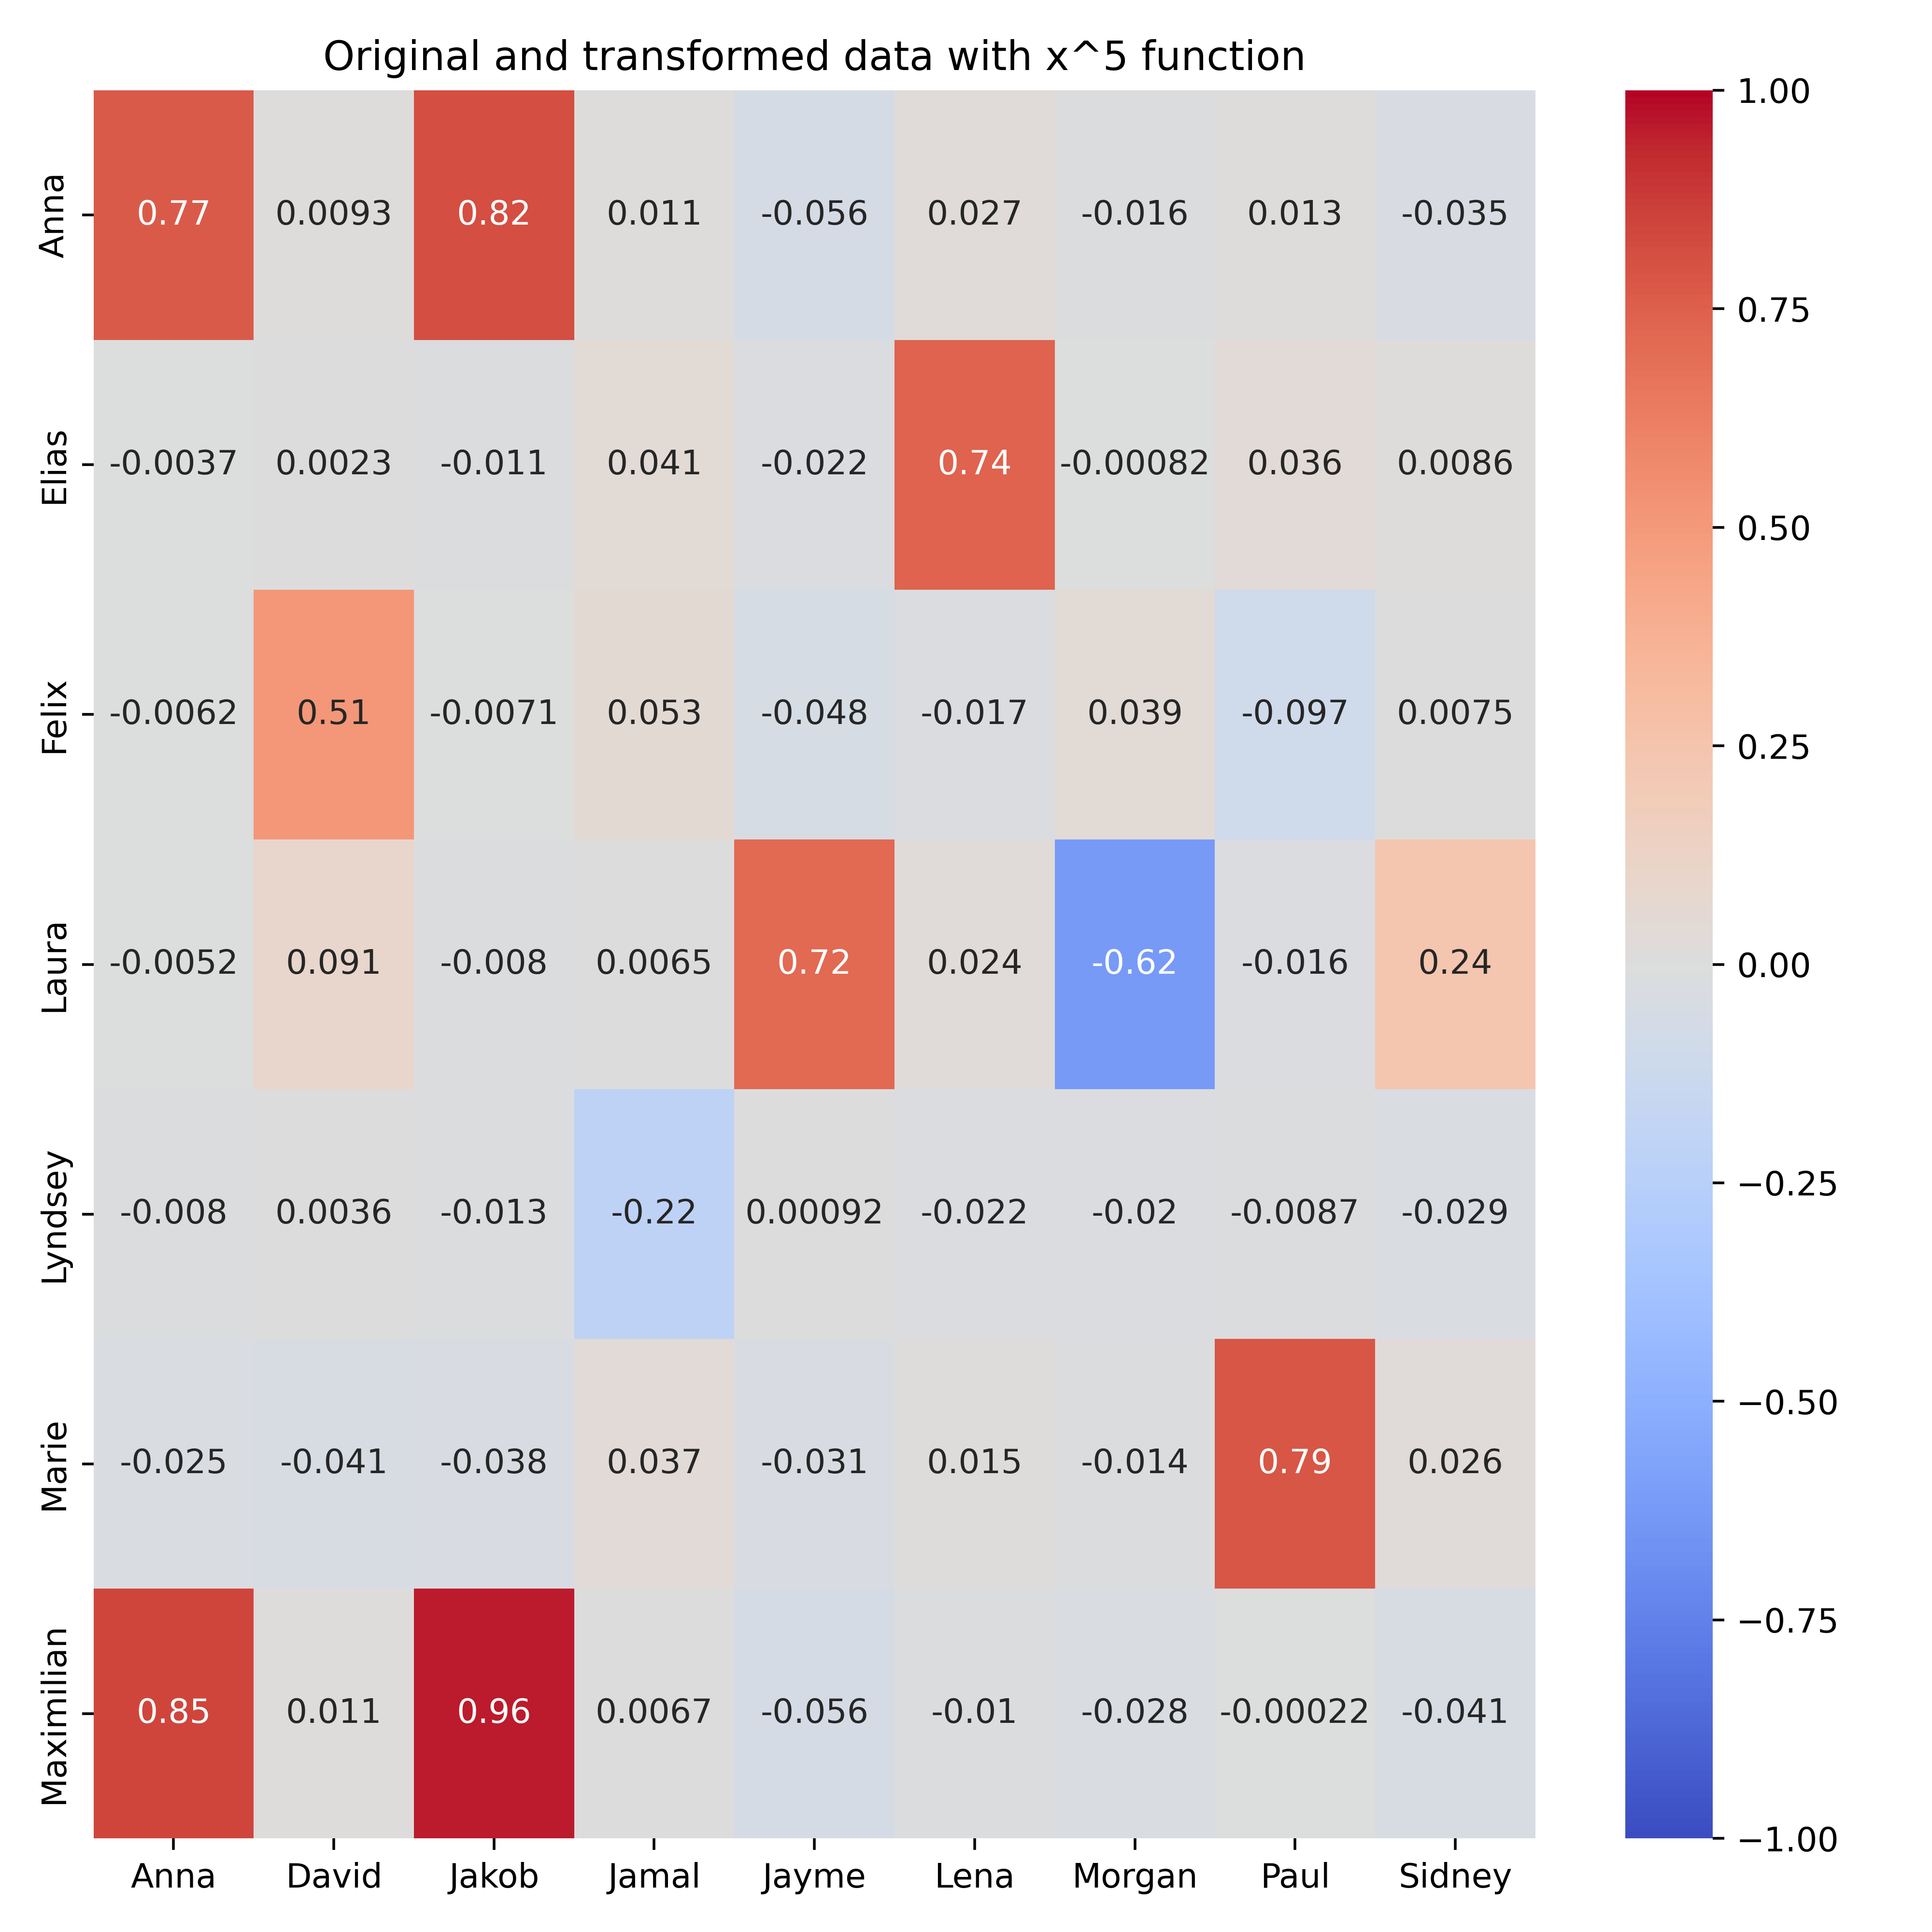 Original and transformed data with x^5 function
Anna 0.77 0.0093 0.82 0.011 -0.056 0.027 -0.016 0.013 -0.035
Elias -0.0037 0.0023 -0.011 0.041 -0.022 0.74 -0.00082 0.036 0.0086
Felix -0.0062 0.51 -0.0071 0.053 -0.048 -0.017 0.039 -0.097 0.0075
Laura -0.0052 0.091 -0.008 0.0065 0.72 0.024 -0.62 -0.016 0.24
Lyndsey -0.008 0.0036 -0.013 -0.22 0.00092 -0.022 -0.02 -0.0087 -0.029
Marie -0.025 -0.041 -0.038 0.037 -0.031 0.015 -0.014 0.79 0.026
Maximilian 0.85 0.011 0.96 0.0067 -0.056 -0.01 -0.028 -0.00022 -0.041
Anna David Jakob Jamal Jayme Lena Morgan Paul Sidney
1.00
0.75
0.50
0.25
0.00
−0.25
−0.50
−0.75
−1.00